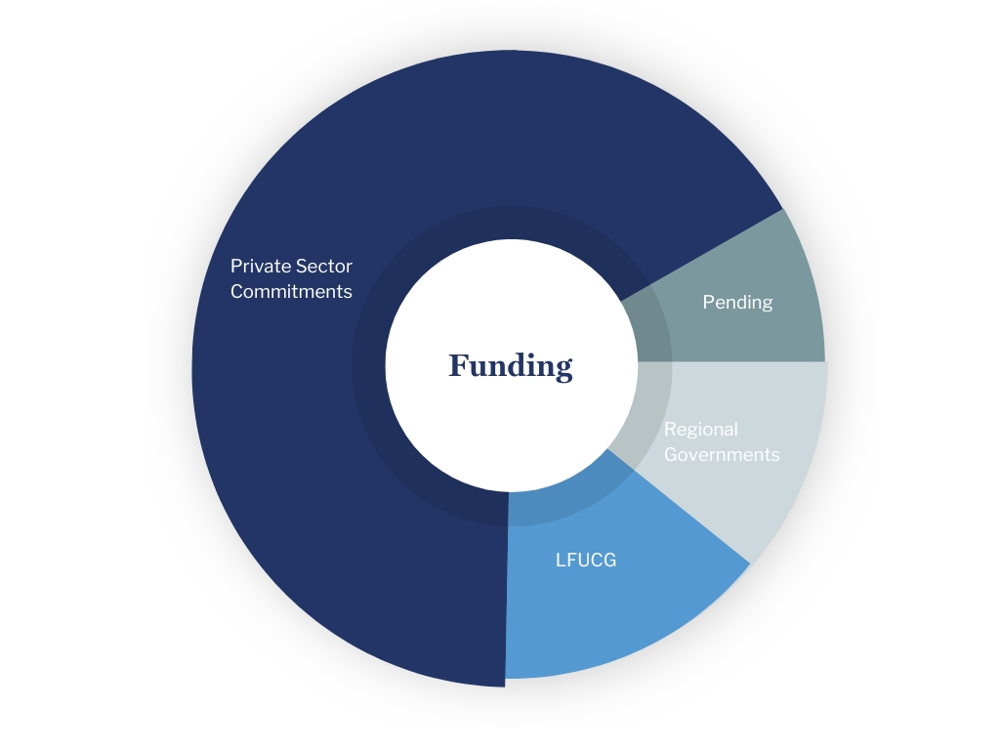 Private Sector
Commitments
Pending
Funding
Regional
Governments
LFUCG